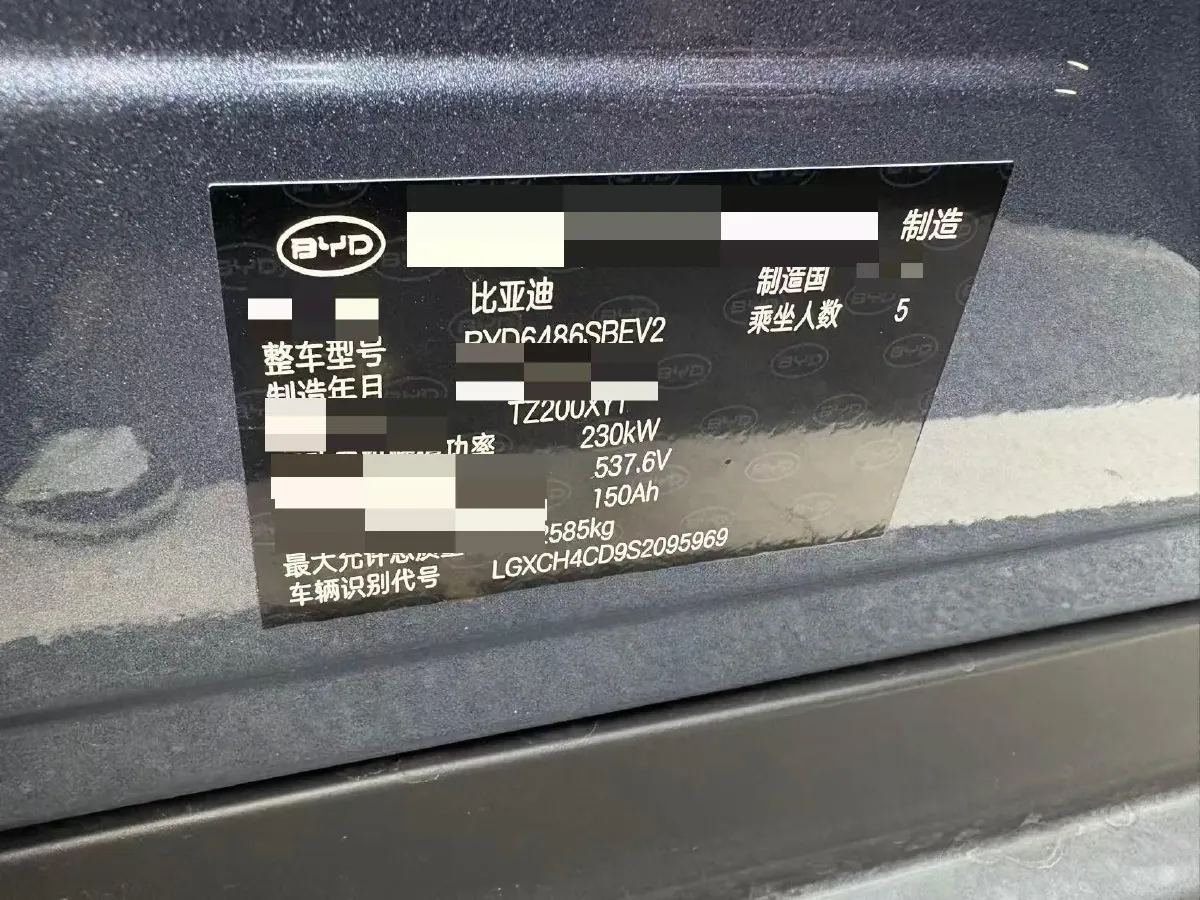 BYD 制造
比亚迪 制造国
乘坐人数 5
整车型号 BYD6486SBEV2
制造年月
TZ200XYT
功率 230kW
537.6V
150Ah
2585kg
最大允许总质量
车辆识别代号 LGXCH4CD9S2095969